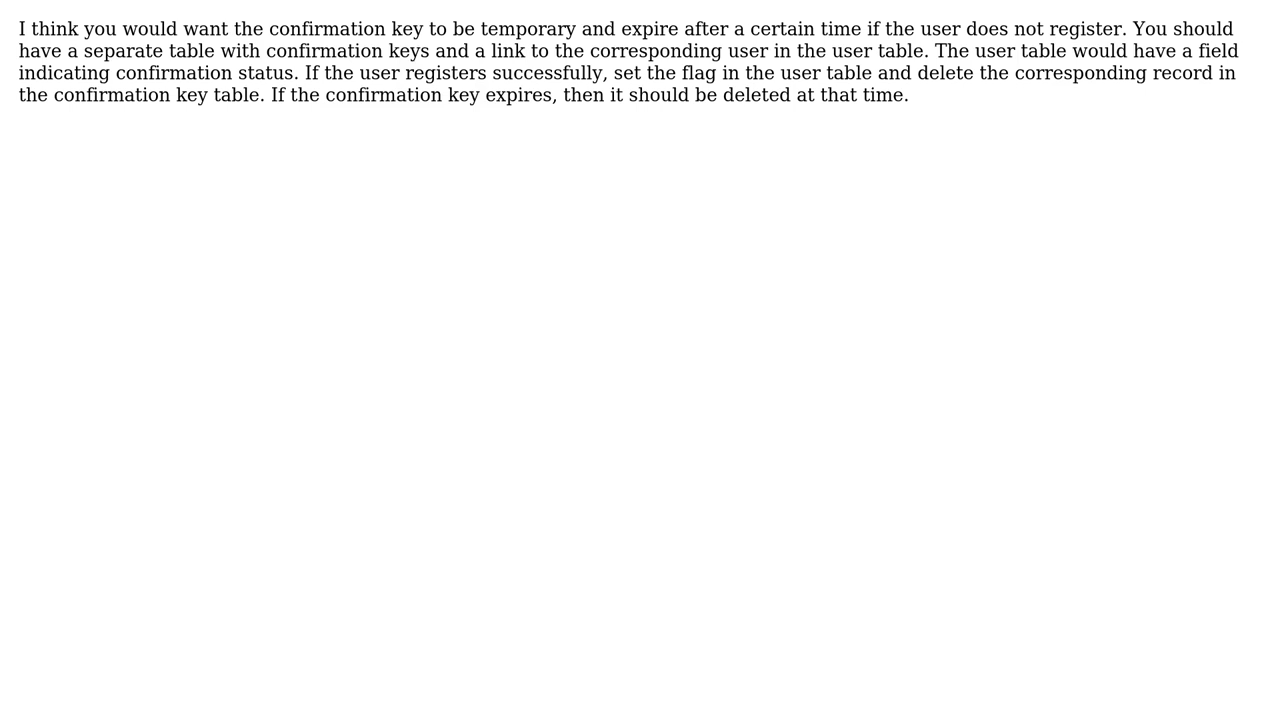 I think you would want the confirmation key to be temporary and expire after a certain time if the user does not register. You should
have a separate table with confirmation keys and a link to the corresponding user in the user table. The user table would have a field
indicating confirmation status. If the user registers successfully, set the flag in the user table and delete the corresponding record in
the confirmation key table. If the confirmation key expires, then it should be deleted at that time.